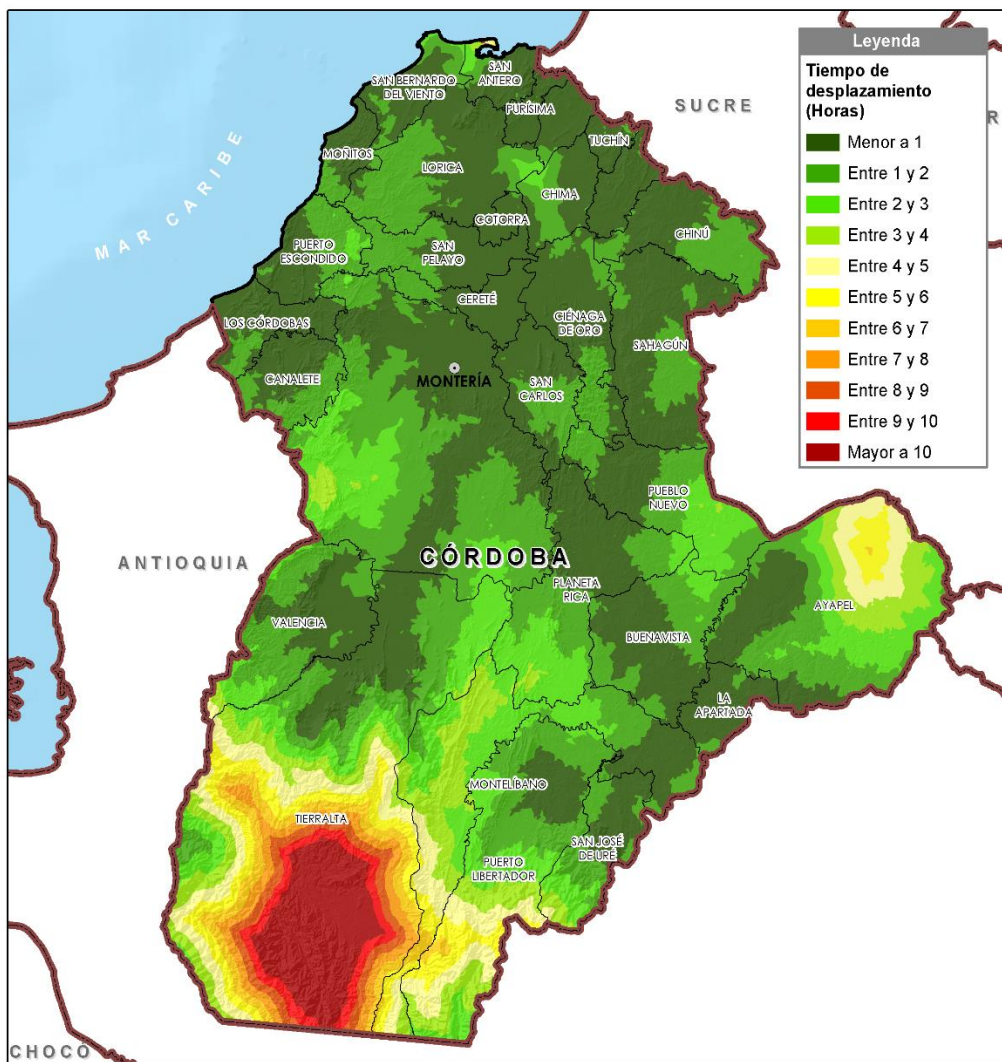 Leyenda
Tiempo de
desplazamiento
(Horas)
Menor a 1
Entre 1 y 2
Entre 2 y 3
Entre 3 y 4
Entre 4 y 5
Entre 5 y 6
Entre 6 y 7
Entre 7 y 8
Entre 8 y 9
Entre 9 y 10
Mayor a 10
MAR CARIBE
SUCRE
R
SAN BERNARDO
DEL VIENTO
SAN
ANTERO
PURÍSIMA
TUCHÍN
MOÑITOS
LORICA
CHIMA
COTORRA
CHINÚ
PUERTO
ESCONDIDO
SAN
PELAYO
CERETÉ
LOS CÓRDOBAS
CIÉNAGA
DE ORO
SAHAGÚN
CANALETE
MONTERÍA
SAN
CARLOS
PUEBLO
NUEVO
ANTIOQUIA
CÓRDOBA
PLANETA
RICA
AYAPEL
VALENCIA
BUENAVISTA
LA
APARTADA
MONTELÍBANO
TIERRALTA
SAN JOSÉ
DE URÉ
PUERTO
LIBERTADOR
CHOCÓ